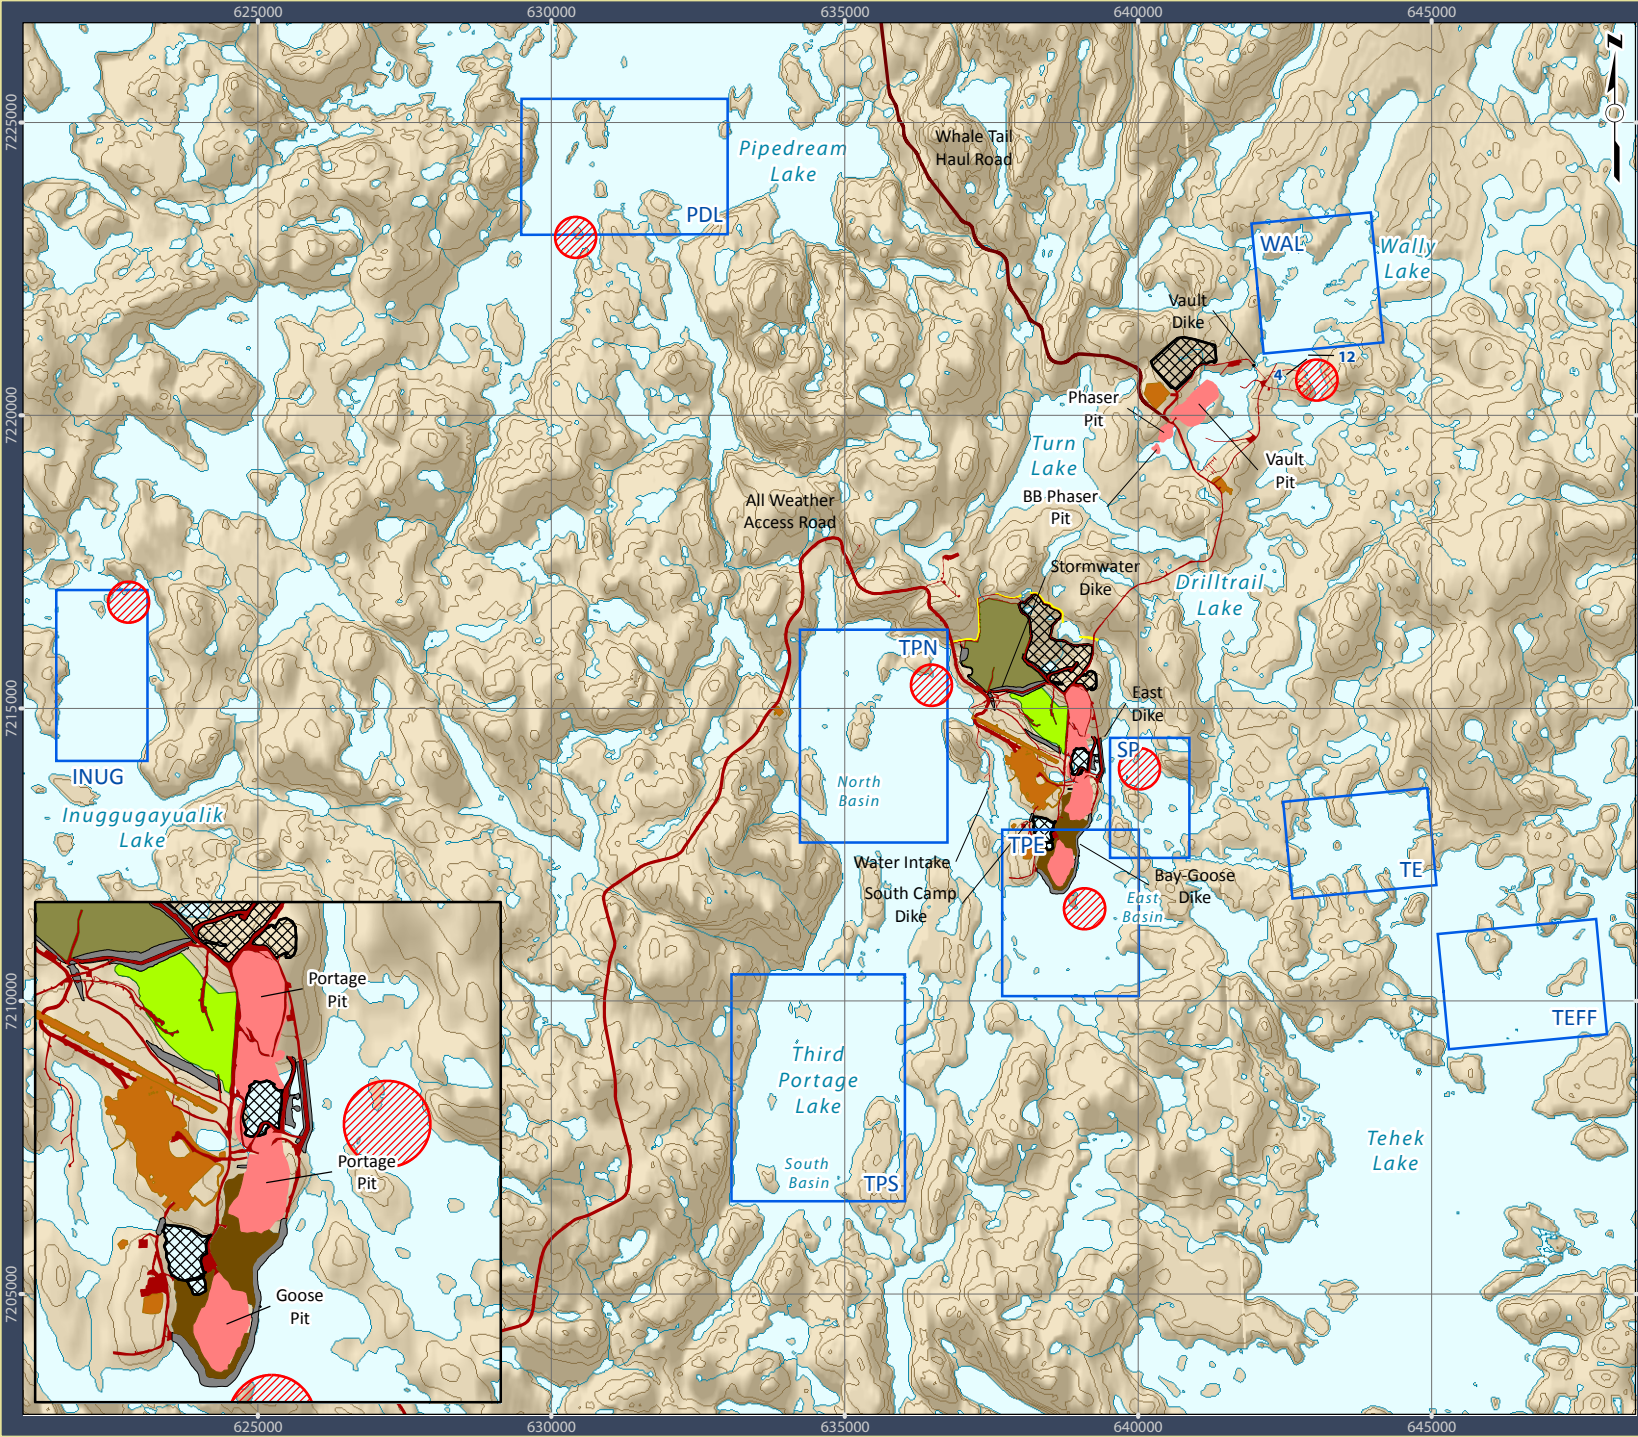 625000
630000
635000
640000
645000
N
7225000
7220000
7215000
7210000
7205000
Whale Tail
Haul Road
Pipedream
Lake
PDL
WAL
Wally
Lake
Vault
Dike
12
4
Phaser
Pit
Turn
Lake
Vault
Pit
BB Phaser
Pit
All Weather
Access Road
Stormwater
Dike
Drilltrail
Lake
TPN
East
Dike
SP
INUG
Inuggugayualik
Lake
North
Basin
TPE
Water Intake
South Camp
Dike
Bay-Goose
Dike
East
Basin
TE
TEFF
Portage
Pit
Portage
Pit
Goose
Pit
Third
Portage
Lake
South
Basin
TPS
Tehek
Lake
625000
630000
635000
640000
645000